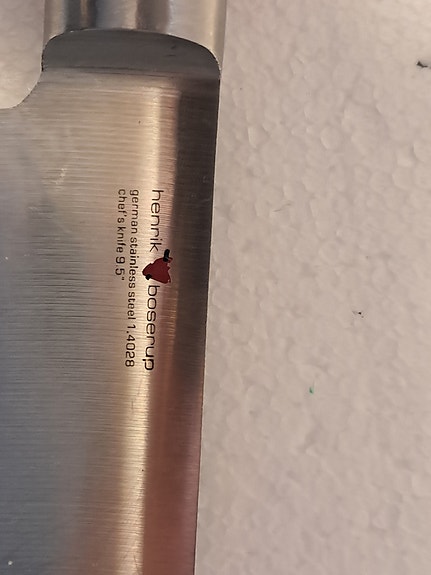 henrik boserup
german stainless steel 1.4028
chef's knife 9.5"